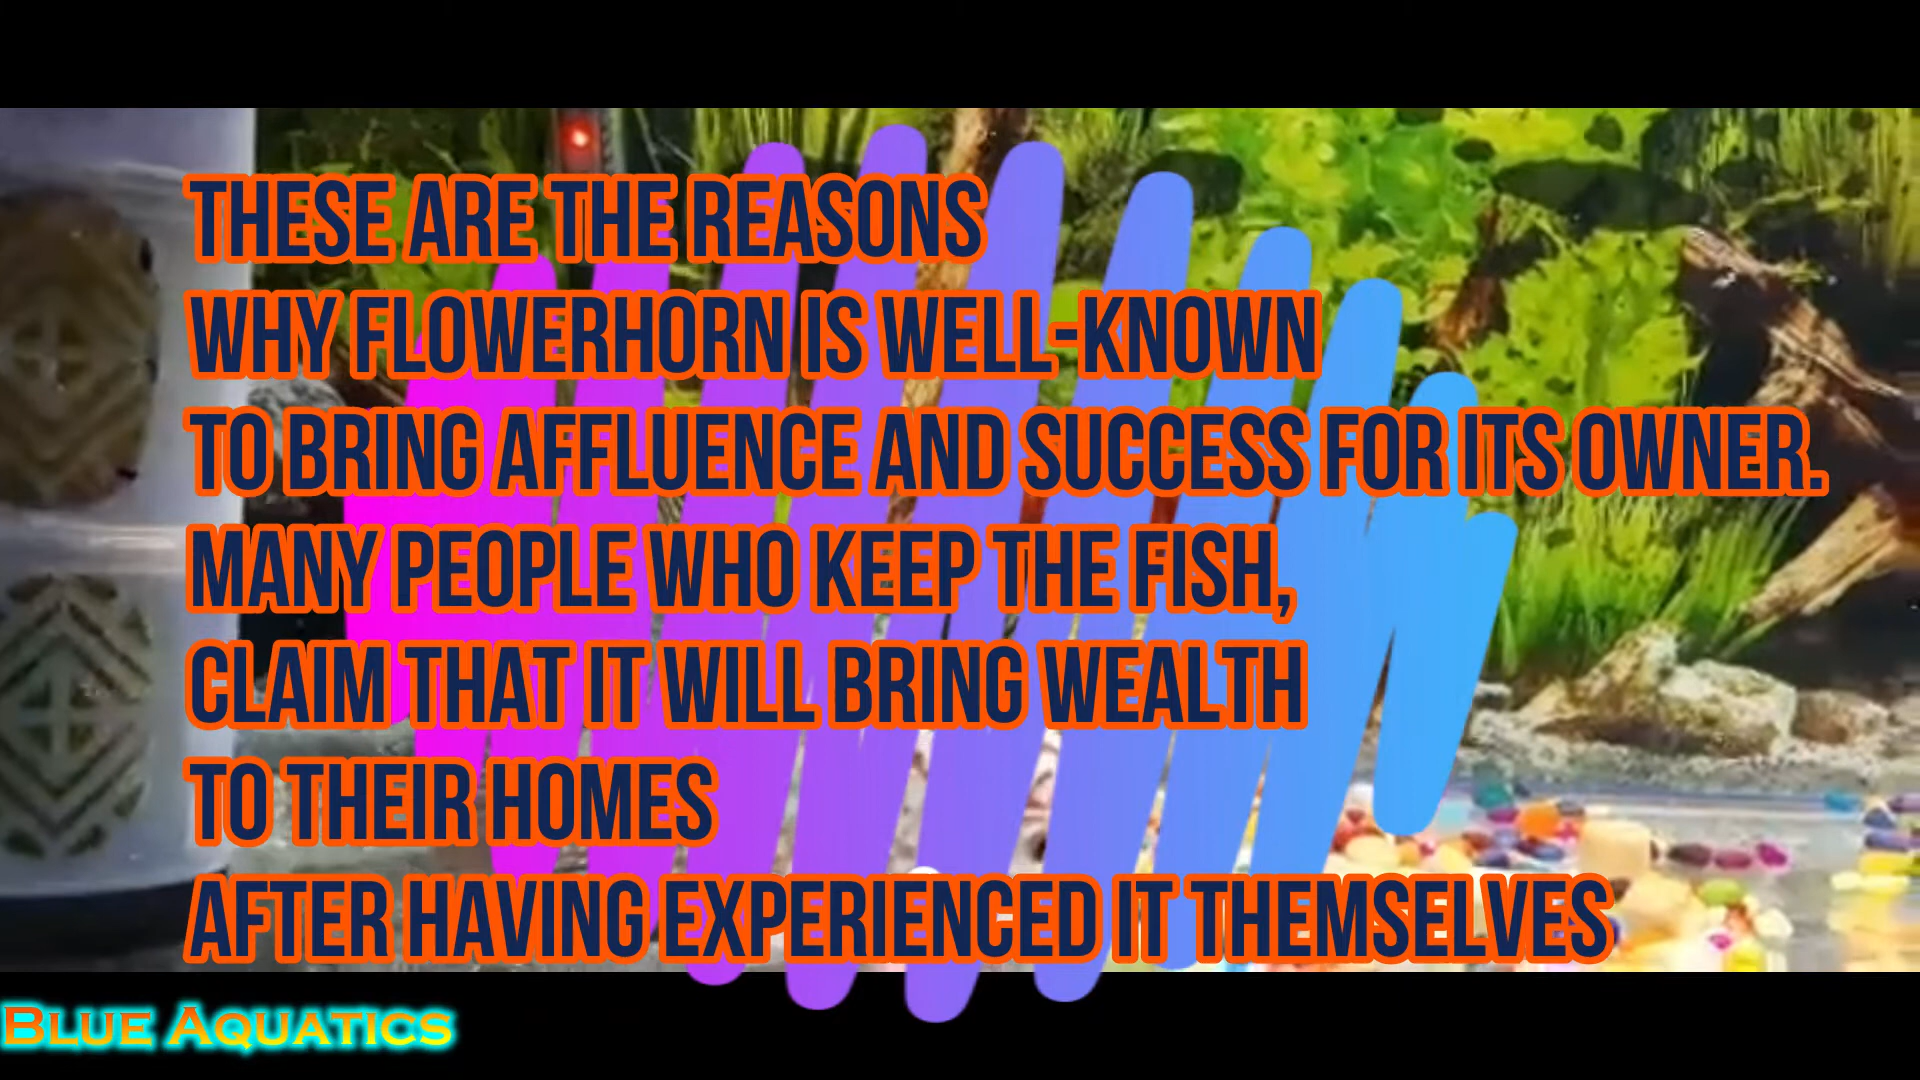 THESE ARE THE REASONS
WHY FLOWERHORN IS WELL-KNOWN
TO BRING AFFLUENCE AND SUCCESS FOR ITS OWNER.
MANY PEOPLE WHO KEEP THE FISH,
CLAIM THAT IT WILL BRING WEALTH
TO THEIR HOMES
AFTER HAVING EXPERIENCED IT THEMSELVES
BLUE AQUATICS